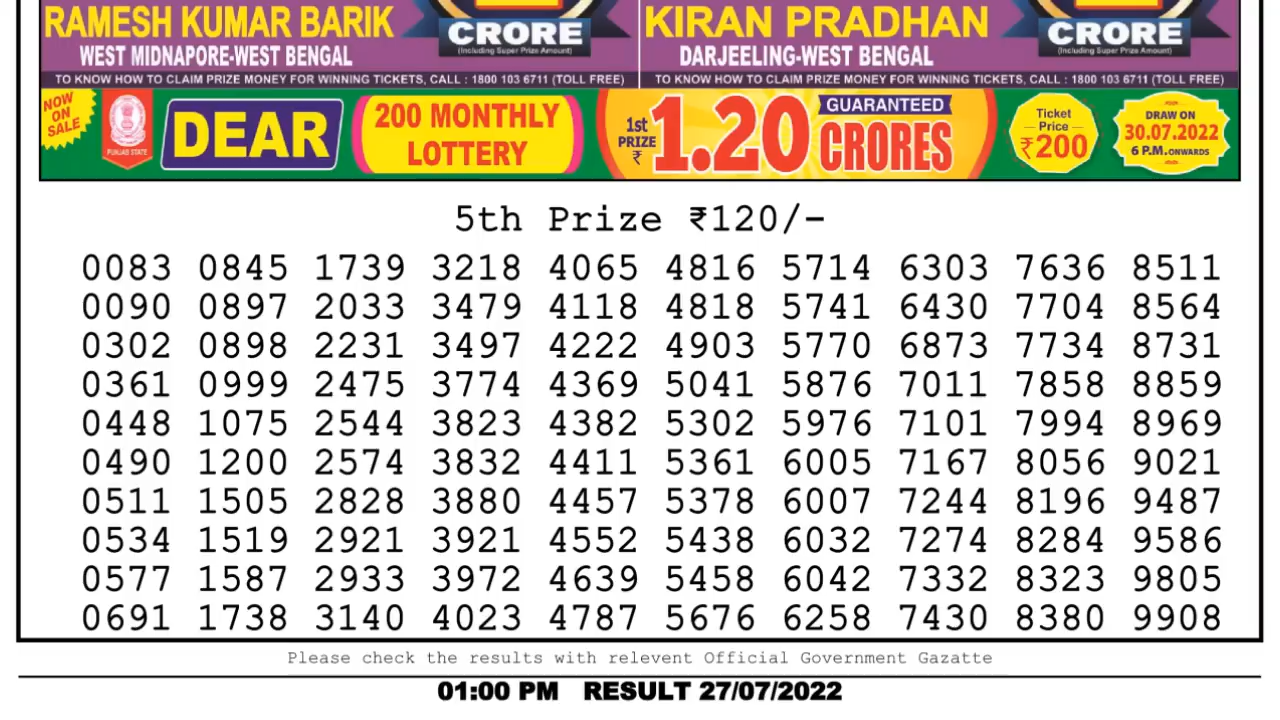 RAMESH KUMAR BARIK
WEST MIDNAPORE-WEST BENGAL
CRORE
(Including Super Prize Amount)
KIRAN PRADHAN
DARJEELING-WEST BENGAL
CRORE
(Including Super Prize Amount)
TO KNOW HOW TO CLAIM PRIZE MONEY FOR WINNING TICKETS, CALL : 1800 103 6711 (TOLL FREE)
TO KNOW HOW TO CLAIM PRIZE MONEY FOR WINNING TICKETS, CALL : 1800 103 6711 (TOLL FREE)
NOW
ON
SALE
PUNJAB STATE
DEAR
200 MONTHLY
LOTTERY
1st
PRIZE
₹
1.20
GUARANTEED
CRORES
Ticket
Price
₹200
DRAW ON
30.07.2022
6 P.M. ONWARDS
5th Prize ₹120/-
0083 0845 1739 3218 4065 4816 5714 6303 7636 8511
0090 0897 2033 3479 4118 4818 5741 6430 7704 8564
0302 0898 2231 3497 4222 4903 5770 6873 7734 8731
0361 0999 2475 3774 4369 5041 5876 7011 7858 8859
0448 1075 2544 3823 4382 5302 5976 7101 7994 8969
0490 1200 2574 3832 4411 5361 6005 7167 8056 9021
0511 1505 2828 3880 4457 5378 6007 7244 8196 9487
0534 1519 2921 3921 4552 5438 6032 7274 8284 9586
0577 1587 2933 3972 4639 5458 6042 7332 8323 9805
0691 1738 3140 4023 4787 5676 6258 7430 8380 9908
Please check the results with relevent Official Government Gazatte
01:00 PM RESULT 27/07/2022